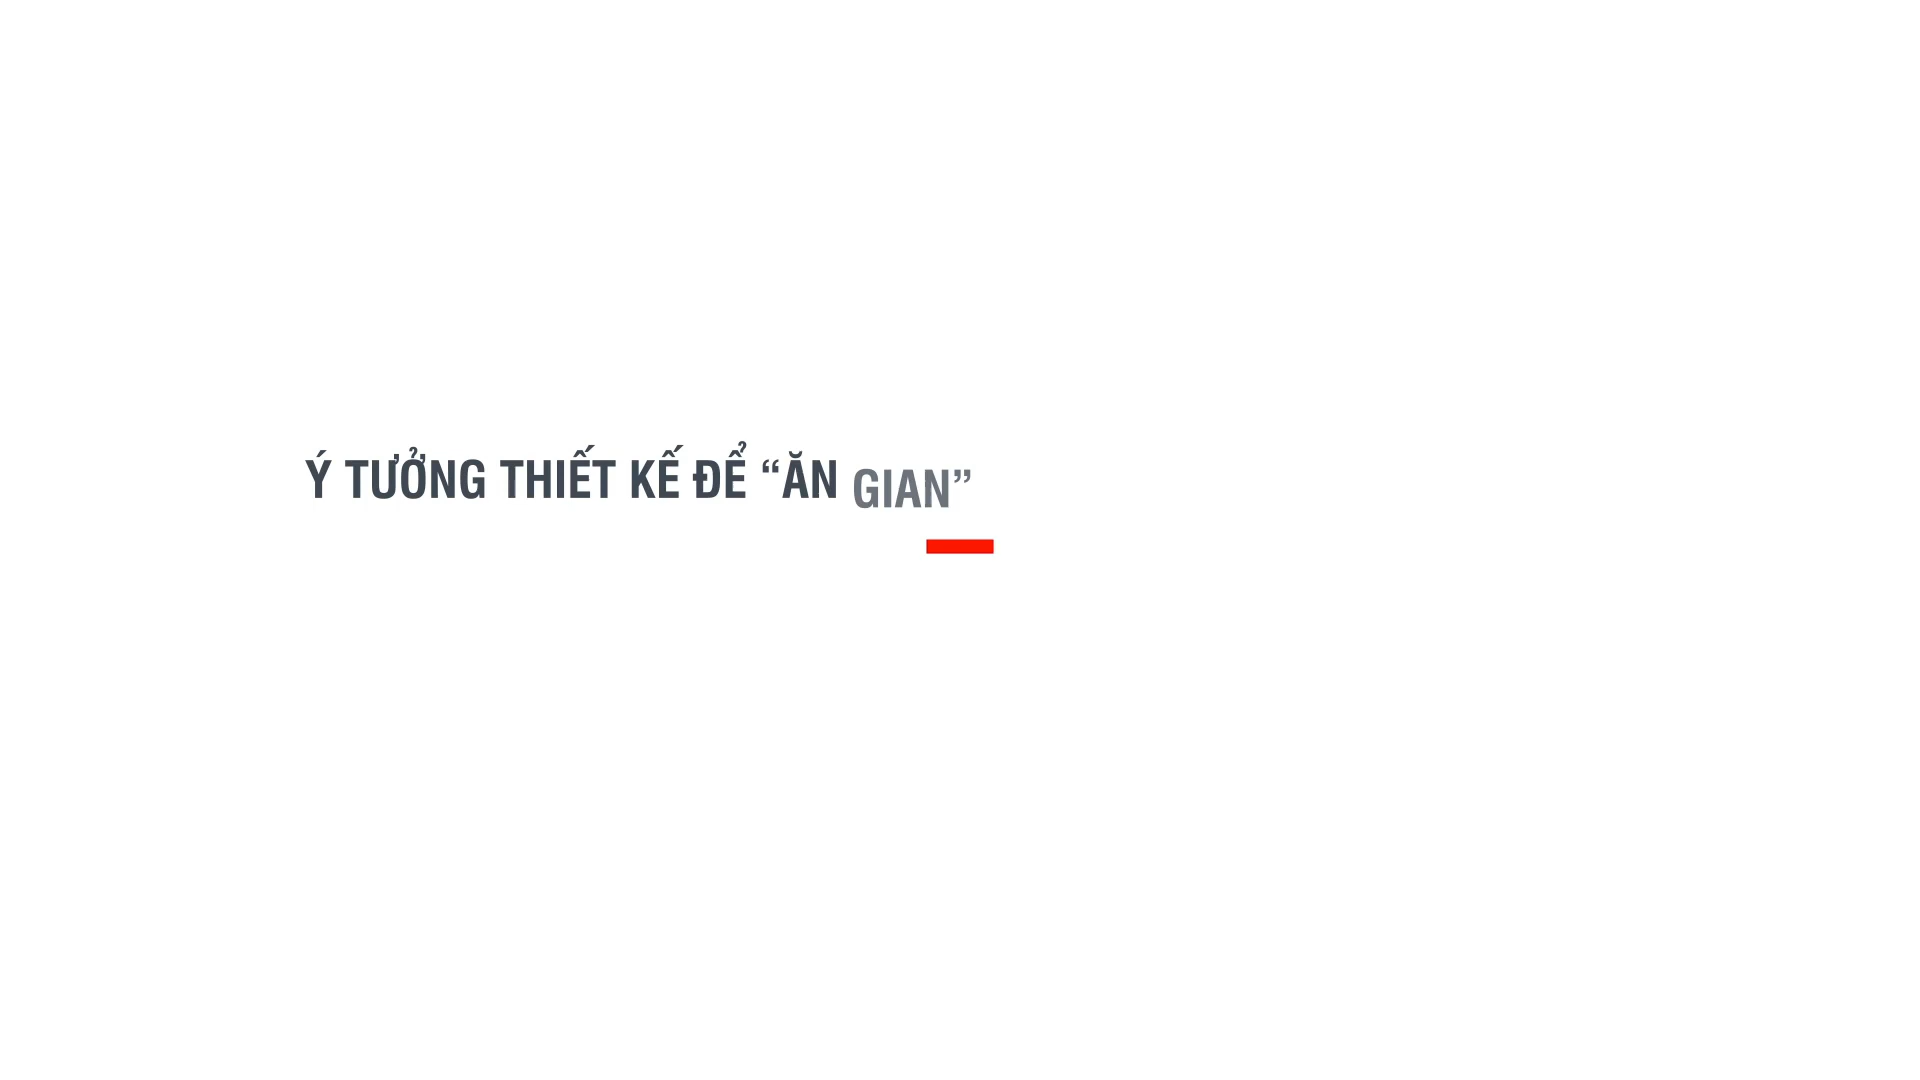 Ý TƯỞNG THIẾT KẾ ĐỂ “ĂN GIAN”